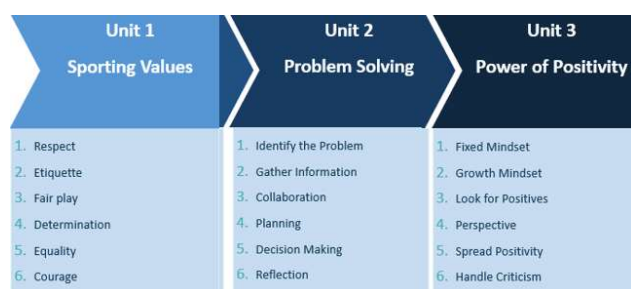 Unit 1
Sporting Values
1. Respect
2. Etiquette
3. Fair play
4. Determination
5. Equality
6. Courage
Unit 2
Problem Solving
1. Identify the Problem
2. Gather Information
3. Collaboration
4. Planning
5. Decision Making
6. Reflection
Unit 3
Power of Positivity
1. Fixed Mindset
2. Growth Mindset
3. Look for Positives
4. Perspective
5. Spread Positivity
6. Handle Criticism